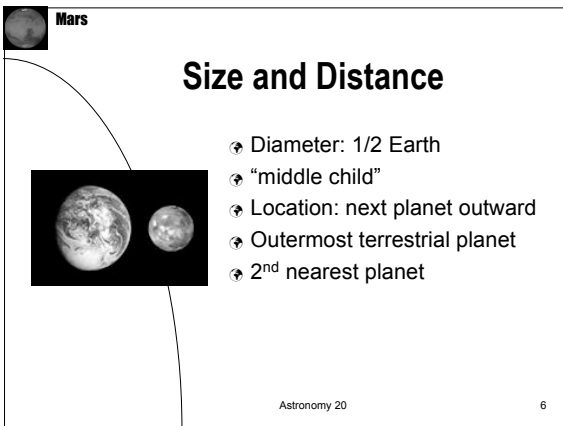 Mars
Size and Distance
Diameter: 1/2 Earth
“middle child”
Location: next planet outward
Outermost terrestrial planet
2nd nearest planet
Astronomy 20
6